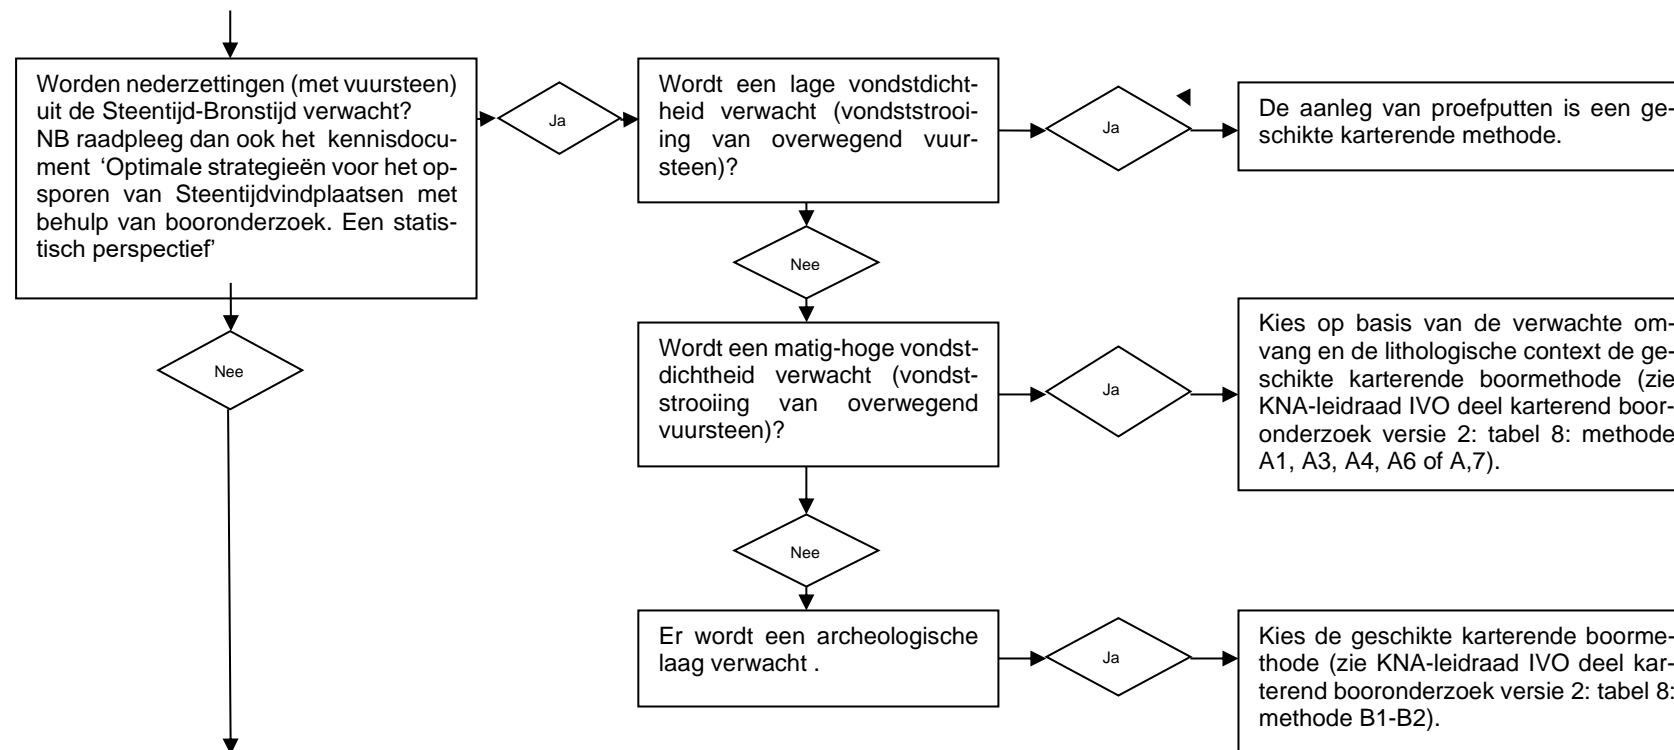 Worden nederzettingen (met vuursteen)
uit de Steentijd-Bronstijd verwacht?
NB raadpleeg dan ook het kennisdocu-
ment ‘Optimale strategieën voor het op-
sporen van Steentijdvindplaatsen met
behulp van booronderzoek. Een statis-
tisch perspectief’
Ja
Wordt een lage vondstdicht-
heid verwacht (vondststrooi-
ing van overwegend vuur-
steen)?
Ja
De aanleg van proefputten is een ge-
schikte karterende methode.
Nee
Nee
Wordt een matig-hoge vondst-
dichtheid verwacht (vondst-
strooiing van overwegend
vuursteen)?
Ja
Kies op basis van de verwachte om-
vang en de lithologische context de ge-
schikte karterende boormethode (zie
KNA-leidraad IVO deel karterend boor-
onderzoek versie 2: tabel 8: methode
A1, A3, A4, A6 of A,7).
Nee
Er wordt een archeologische
laag verwacht .
Ja
Kies de geschikte karterende boorme-
thode (zie KNA-leidraad IVO deel kar-
terend booronderzoek versie 2: tabel 8:
methode B1-B2).